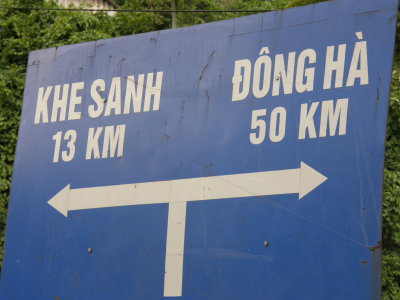 KHE SANH
13 KM
ĐÔNG HÀ
50 KM